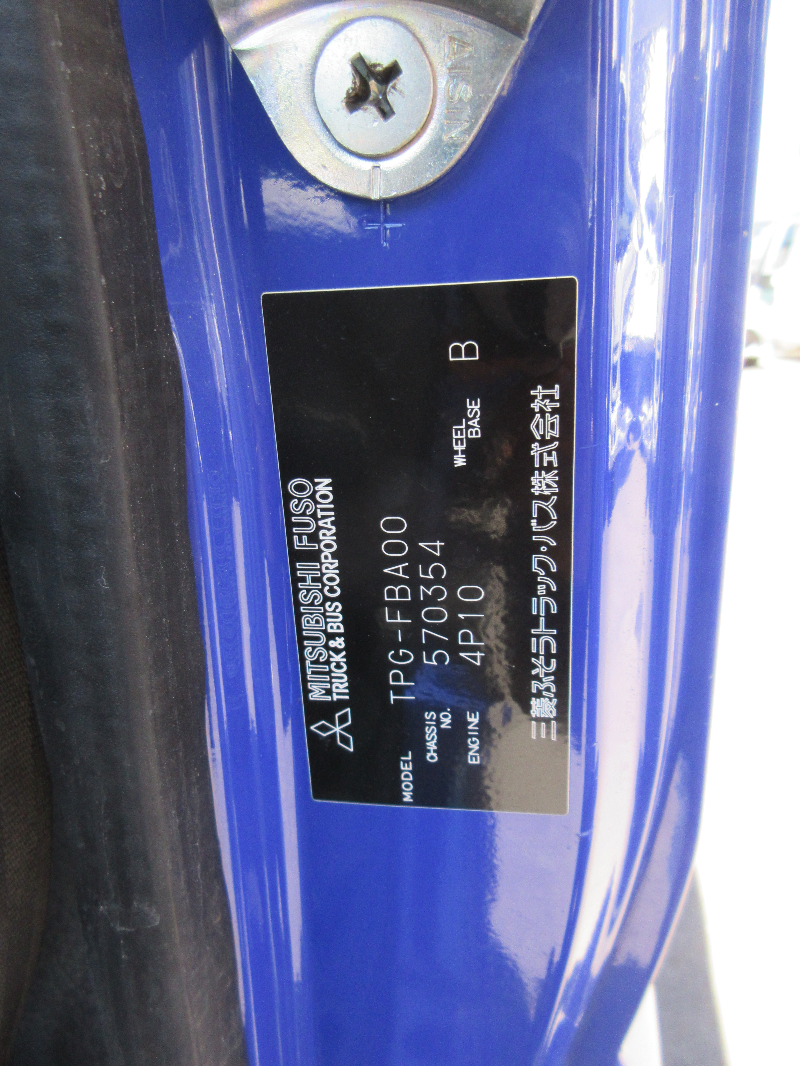 AISIN
MITSUBISHI FUSO
TRUCK & BUS CORPORATION
MODEL TPG-FBA00
CHASSIS NO. 570354
ENGINE 4P10 WHEEL BASE B
三菱ふそうトラック・バス株式会社